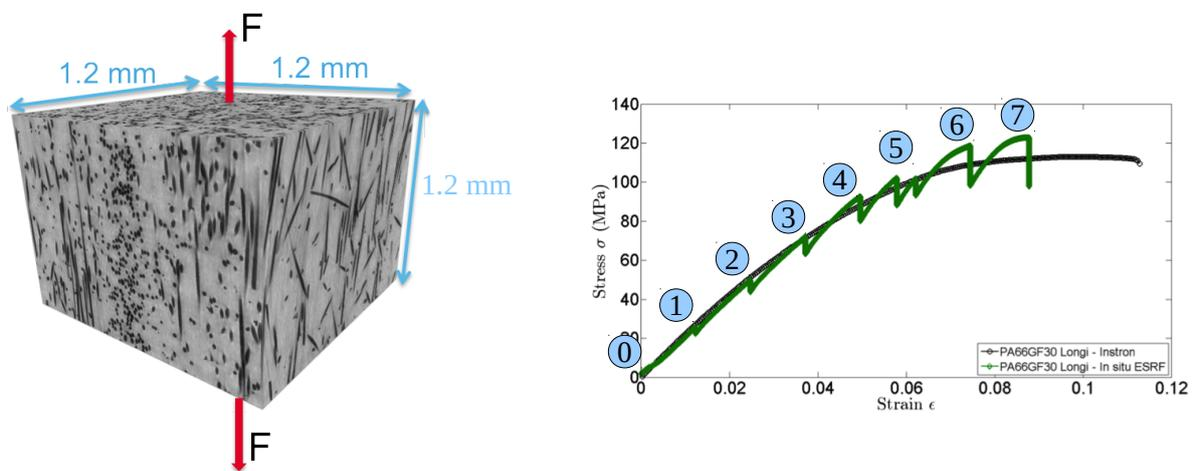 F
1.2 mm
1.2 mm
1.2 mm
F
140
120
100
80
60
40
20
0
0
0.02
0.04
0.06
0.08
0.1
0.12
Stress σ (MPa)
Strain ϵ
0
1
2
3
4
5
6
7
PA66GF30 Longi - Instron
PA66GF30 Longi - In situ ESRF